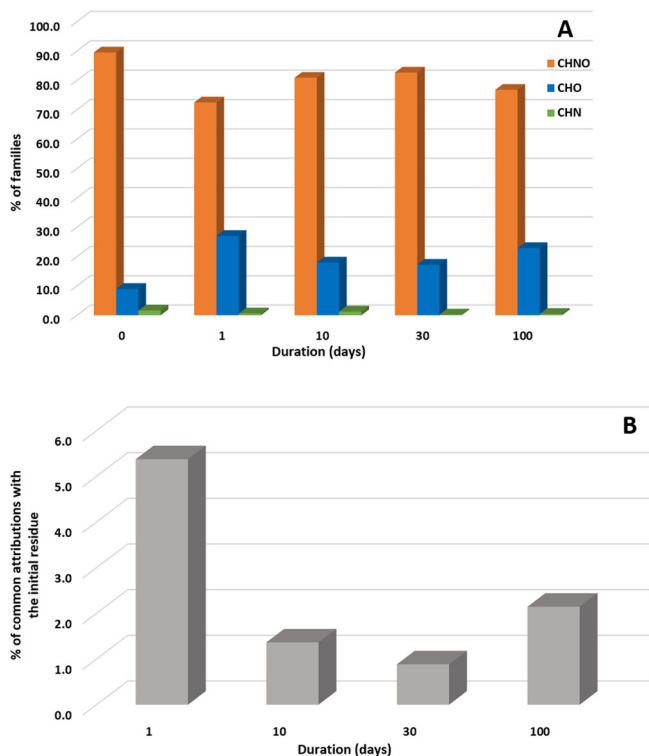 A
100.0
90.0
80.0
70.0
60.0
50.0
40.0
30.0
20.0
10.0
0.0
% of families
CHNO
CHO
CHN
0 1 10 30 100
Duration (days)
B
6.0
5.0
4.0
3.0
2.0
1.0
0.0
% of common attributions with
the initial residue
1 10 30 100
Duration (days)